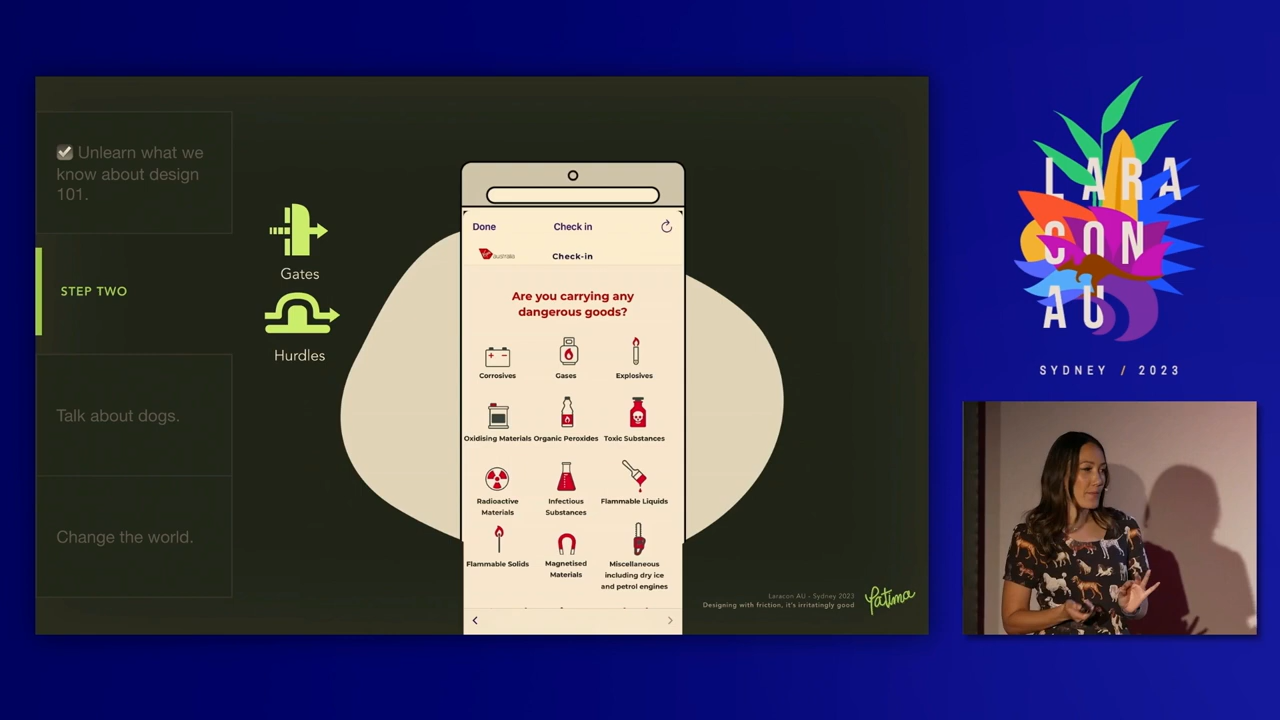 ✅ Unlearn what we
know about design
101.
STEP TWO
Talk about dogs.
Change the world.
Gates
Hurdles
Done
Check in
australia
Check-in
Are you carrying any
dangerous goods?
Corrosives
Gases
Explosives
Oxidising Materials
Organic Peroxides
Toxic Substances
Radioactive
Materials
Infectious
Substances
Flammable Liquids
Flammable Solids
Magnetised
Materials
Miscellaneous
including dry ice
and petrol engines
Laracon AU - Sydney 2023
Designing with friction, it's irritatingly good
LARA
CON
AU
SYDNEY / 2023